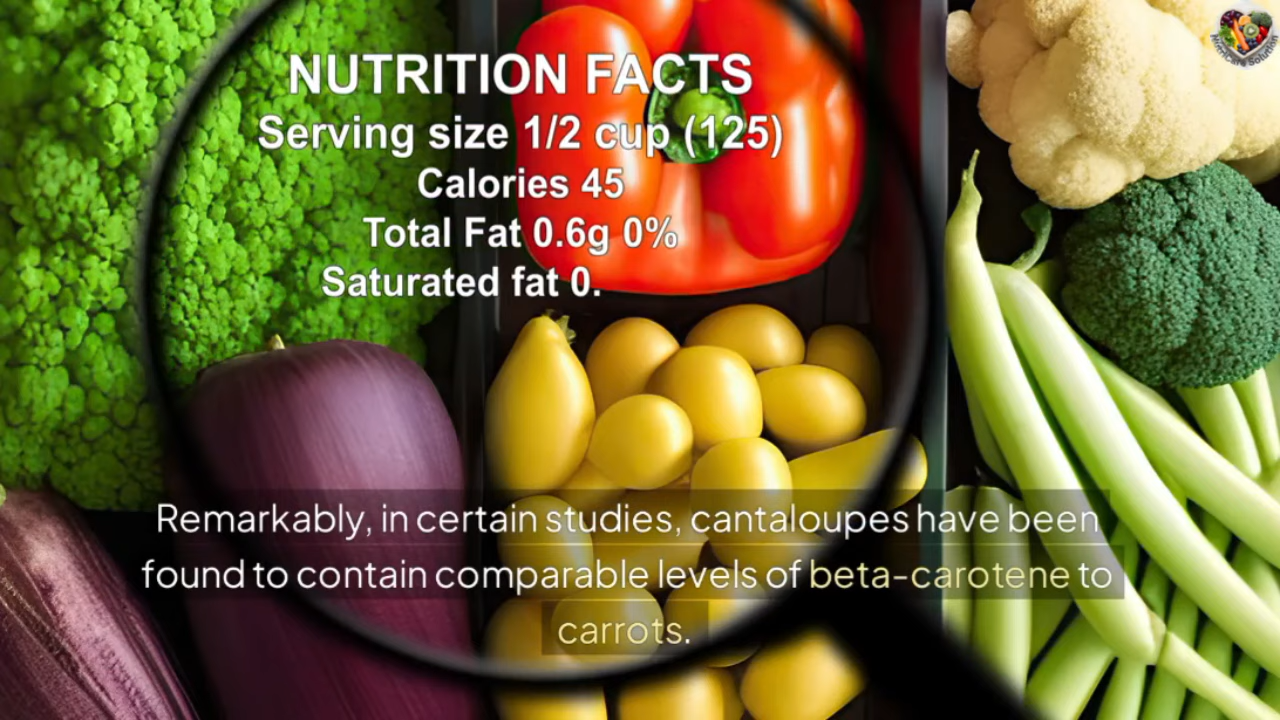 NUTRITION FACTS
Serving size 1/2 cup (125)
Calories 45
Total Fat 0.6g 0%
Saturated fat 0.
Remarkably, in certain studies, cantaloupes have been
found to contain comparable levels of beta-carotene to
carrots.